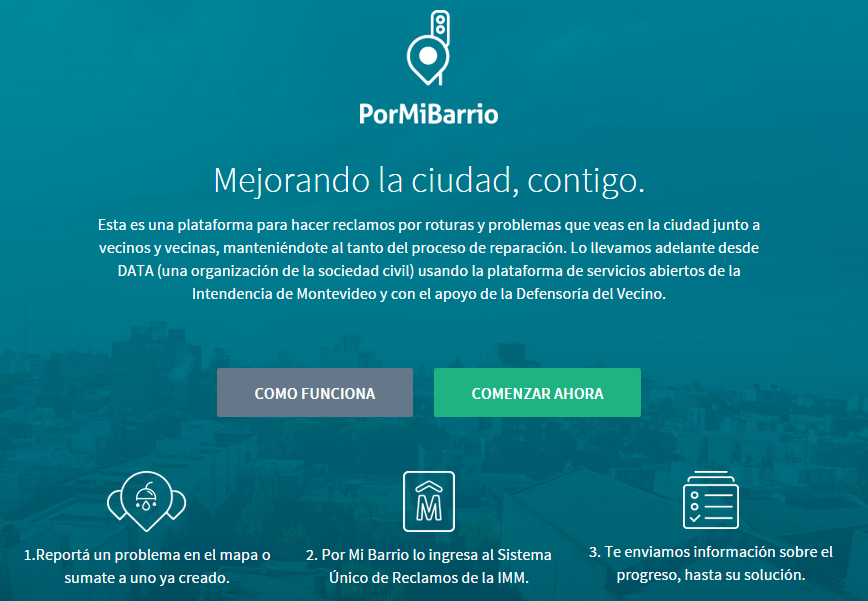 PorMiBarrio
Mejorando la ciudad, contigo.
Esta es una plataforma para hacer reclamos por roturas y problemas que veas en la ciudad junto a
vecinos y vecinas, manteniéndote al tanto del proceso de reparación. Lo llevamos adelante desde
DATA (una organización de la sociedad civil) usando la plataforma de servicios abiertos de la
Intendencia de Montevideo y con el apoyo de la Defensoría del Vecino.
COMO FUNCIONA
COMENZAR AHORA
1.Reportá un problema en el mapa o
sumate a uno ya creado.
2. Por Mi Barrio lo ingresa al Sistema
Único de Reclamos de la IMM.
3. Te enviamos información sobre el
progreso, hasta su solución.